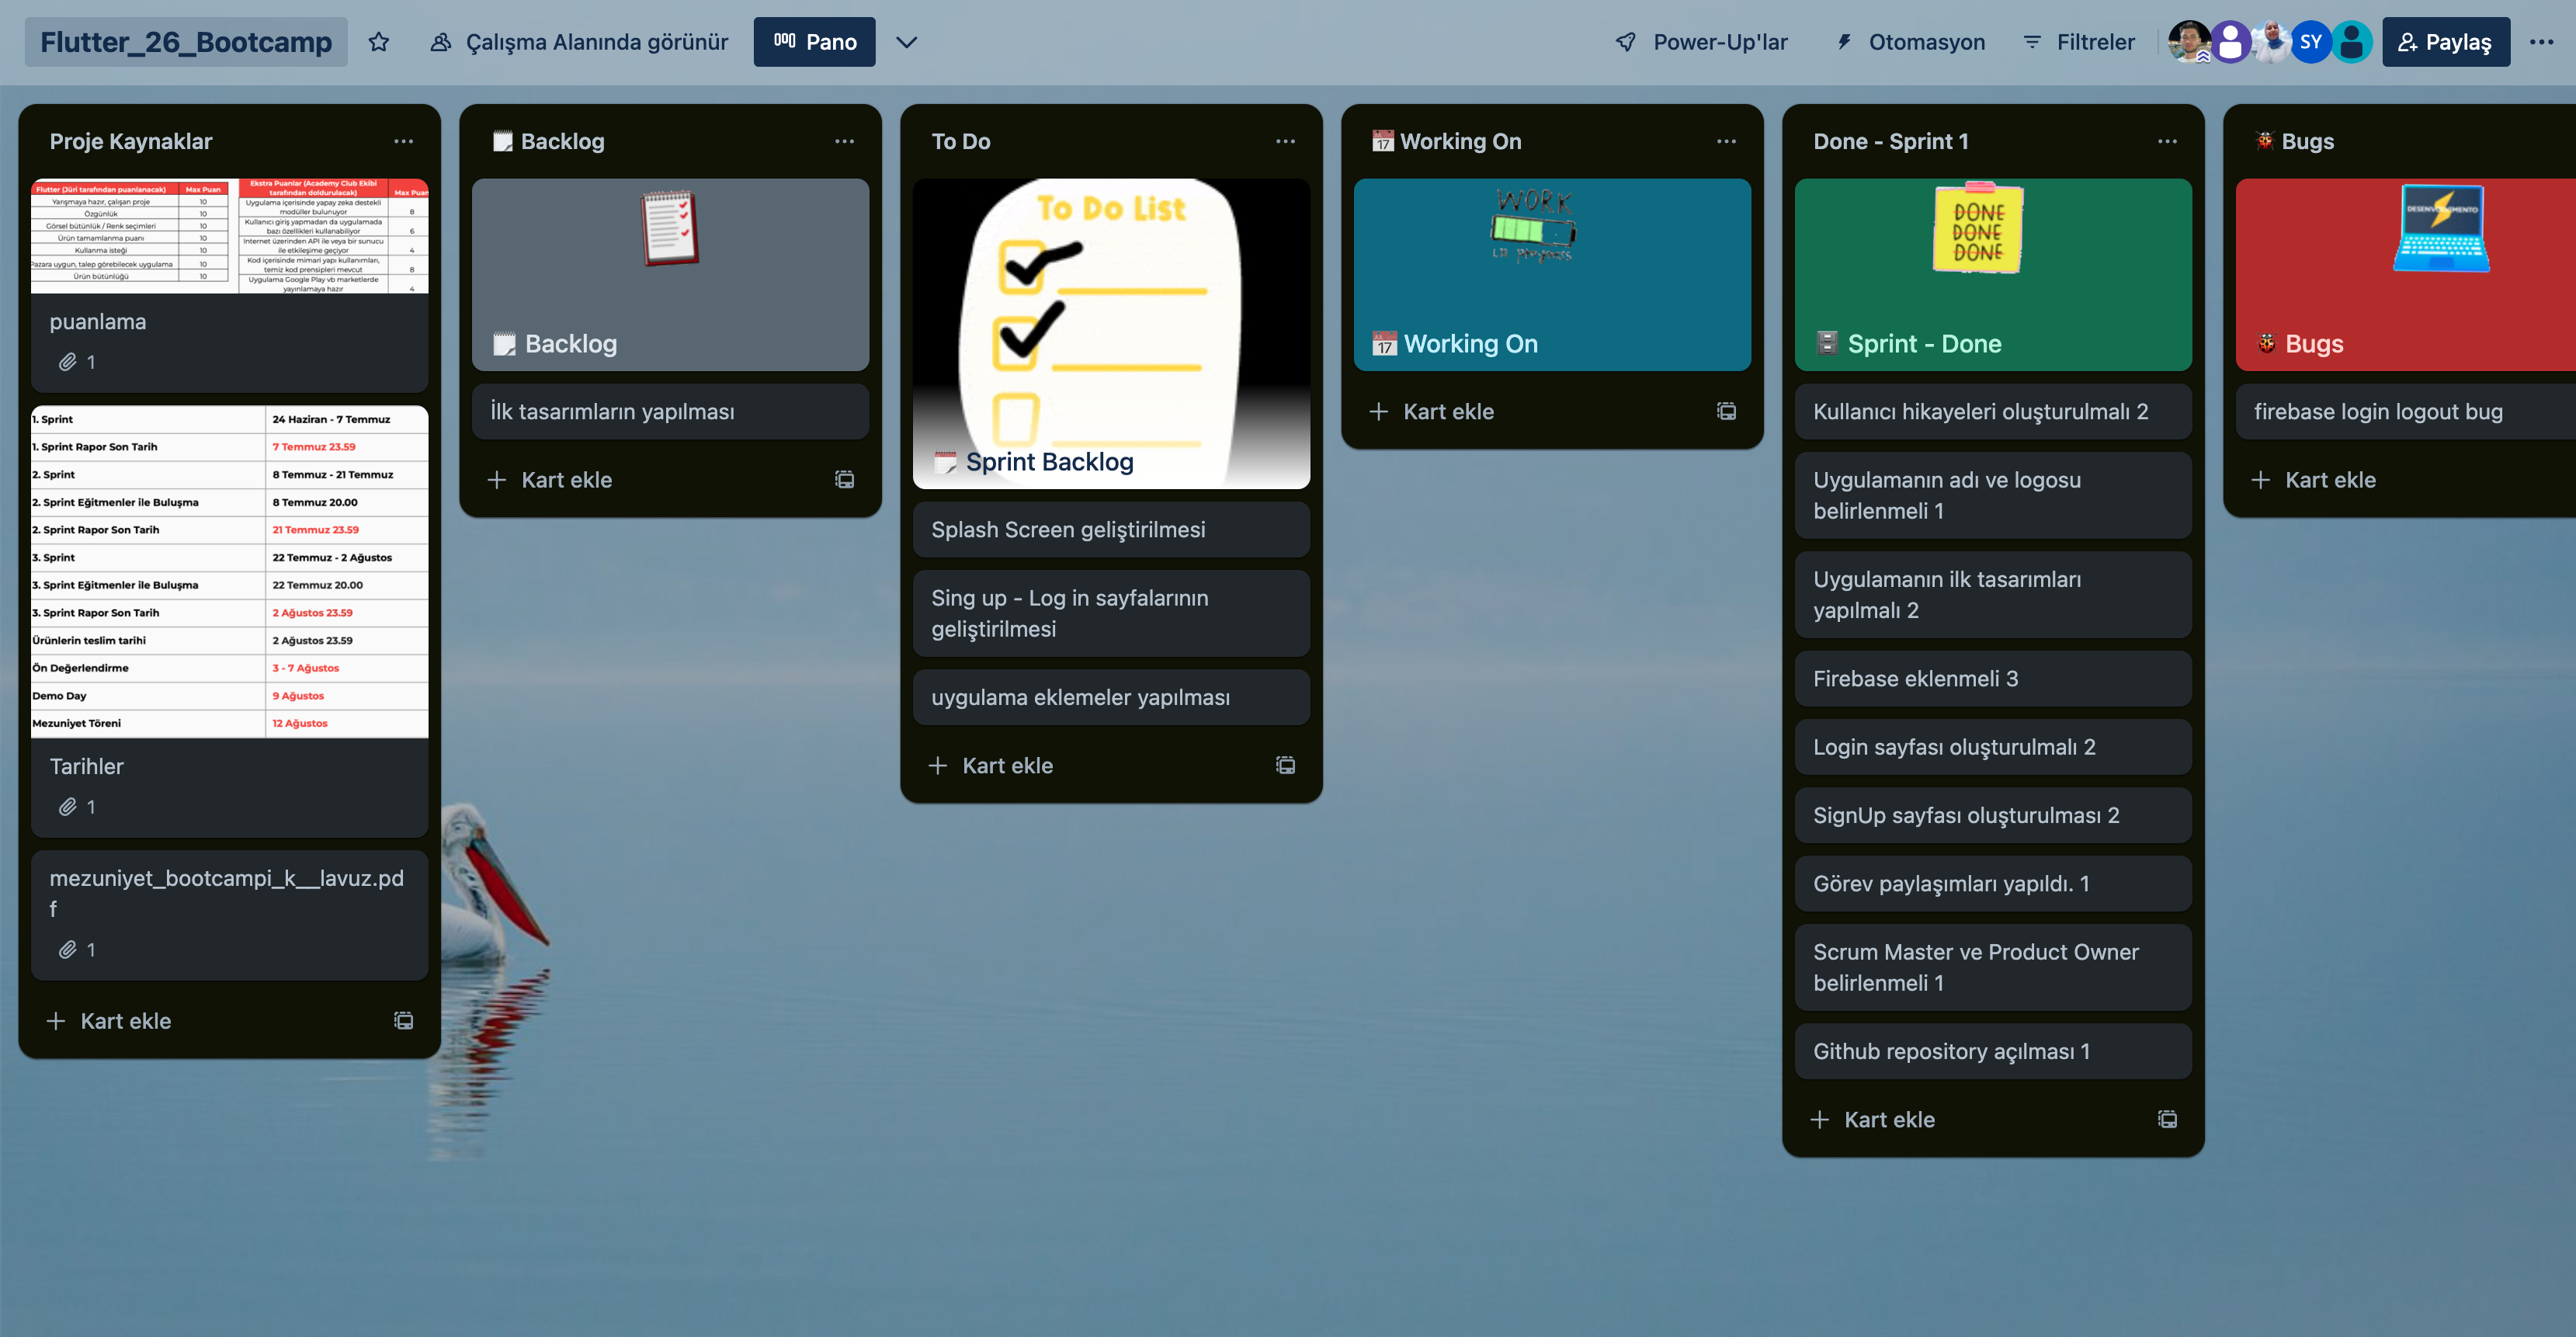 Flutter_26_Bootcamp
Çalışma Alanında görünür
Pano
Power-Up'lar
Otomasyon
Filtreler
SY
Paylaş
Proje Kaynaklar
Flutter (Jüri tarafından puanlanacak) Max Puan
Yarışmaya hazır, çalışan proje 10
Özgünlük 10
Görsel bütünlük / Renk seçimleri 10
Ürün tamamlanma puanı 10
Kullanma isteği 10
Pazara uygun, talep görebilecek uygulama 10
Ürün bütünlüğü 10
Ekstra Puanlar (Academy Club Ekibi
tarafından doldurulacak) Max Puan
Uygulama içerisinde yapay zeka destekli
modüller bulunuyor 8
Kullanıcı giriş yapmadan da uygulamada
bazı özellikleri kullanabiliyor 6
Internet üzerinden API ile veya bir sunucu
ile etkileşime geçiyor 4
Kod içerisinde mimari yapı kullanımları,
temiz kod prensipleri mevcut 8
Uygulama Google Play vb marketlerde
yayınlamaya hazır 4
puanlama
1
1. Sprint 24 Haziran - 7 Temmuz
1. Sprint Rapor Son Tarih 7 Temmuz 23.59
2. Sprint 8 Temmuz - 21 Temmuz
2. Sprint Eğitmenler ile Buluşma 8 Temmuz 20.00
2. Sprint Rapor Son Tarih 21 Temmuz 23.59
3. Sprint 22 Temmuz - 2 Ağustos
3. Sprint Eğitmenler ile Buluşma 22 Temmuz 20.00
3. Sprint Rapor Son Tarih 2 Ağustos 23.59
Ürünlerin teslim tarihi 2 Ağustos 23.59
Ön Değerlendirme 3 - 7 Ağustos
Demo Day 9 Ağustos
Mezuniyet Töreni 12 Ağustos
Tarihler
1
mezuniyet_bootcampi_k__lavuz.pd
f
1
Kart ekle
Backlog
Backlog
İlk tasarımların yapılması
Kart ekle
To Do
To Do List
Sprint Backlog
Splash Screen geliştirilmesi
Sing up - Log in sayfalarının
geliştirilmesi
uygulama eklemeler yapılması
Kart ekle
17 Working On
WORK
in progress
17 Working On
Kart ekle
Done - Sprint 1
DONE
DONE
DONE
Sprint - Done
Kullanıcı hikayeleri oluşturulmalı 2
Uygulamanın adı ve logosu
belirlenmeli 1
Uygulamanın ilk tasarımları
yapılmalı 2
Firebase eklenmeli 3
Login sayfası oluşturulmalı 2
SignUp sayfası oluşturulması 2
Görev paylaşımları yapıldı. 1
Scrum Master ve Product Owner
belirlenmeli 1
Github repository açılması 1
Kart ekle
Bugs
DESENVOLVIMENTO
Bugs
firebase login logout bug
Kart ekle